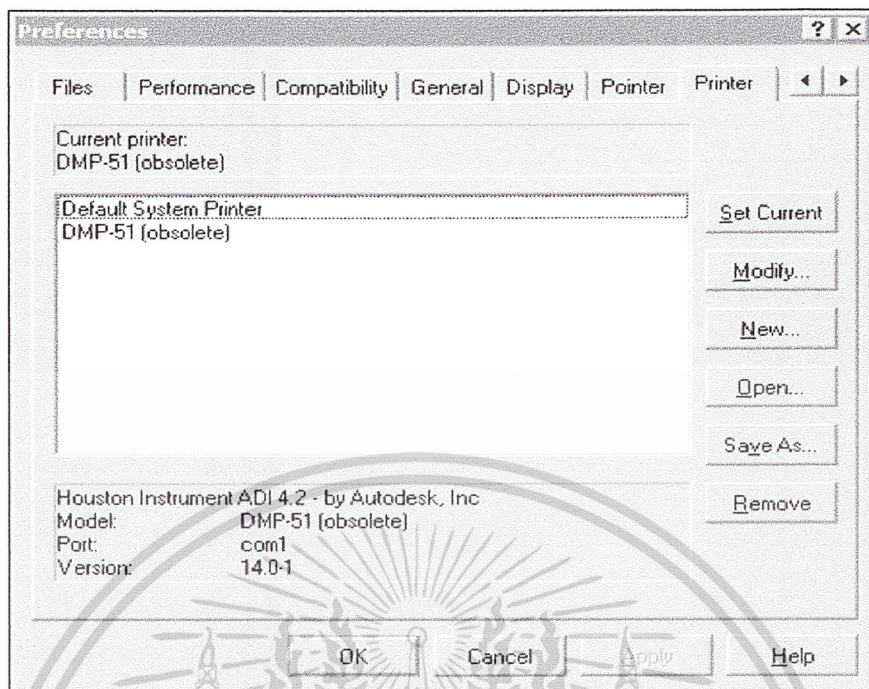 Preferences
Files Performance Compatibility General Display Pointer Printer
Current printer:
DMP-51 (obsolete)
Default System Printer
DMP-51 (obsolete)
Set Current
Modify...
New...
Open...
Save As...
Remove
Houston Instrument ADI 4.2 - by Autodesk, Inc
Model: DMP-51 (obsolete)
Port: com1
Version: 14.0-1
OK Cancel Apply Help